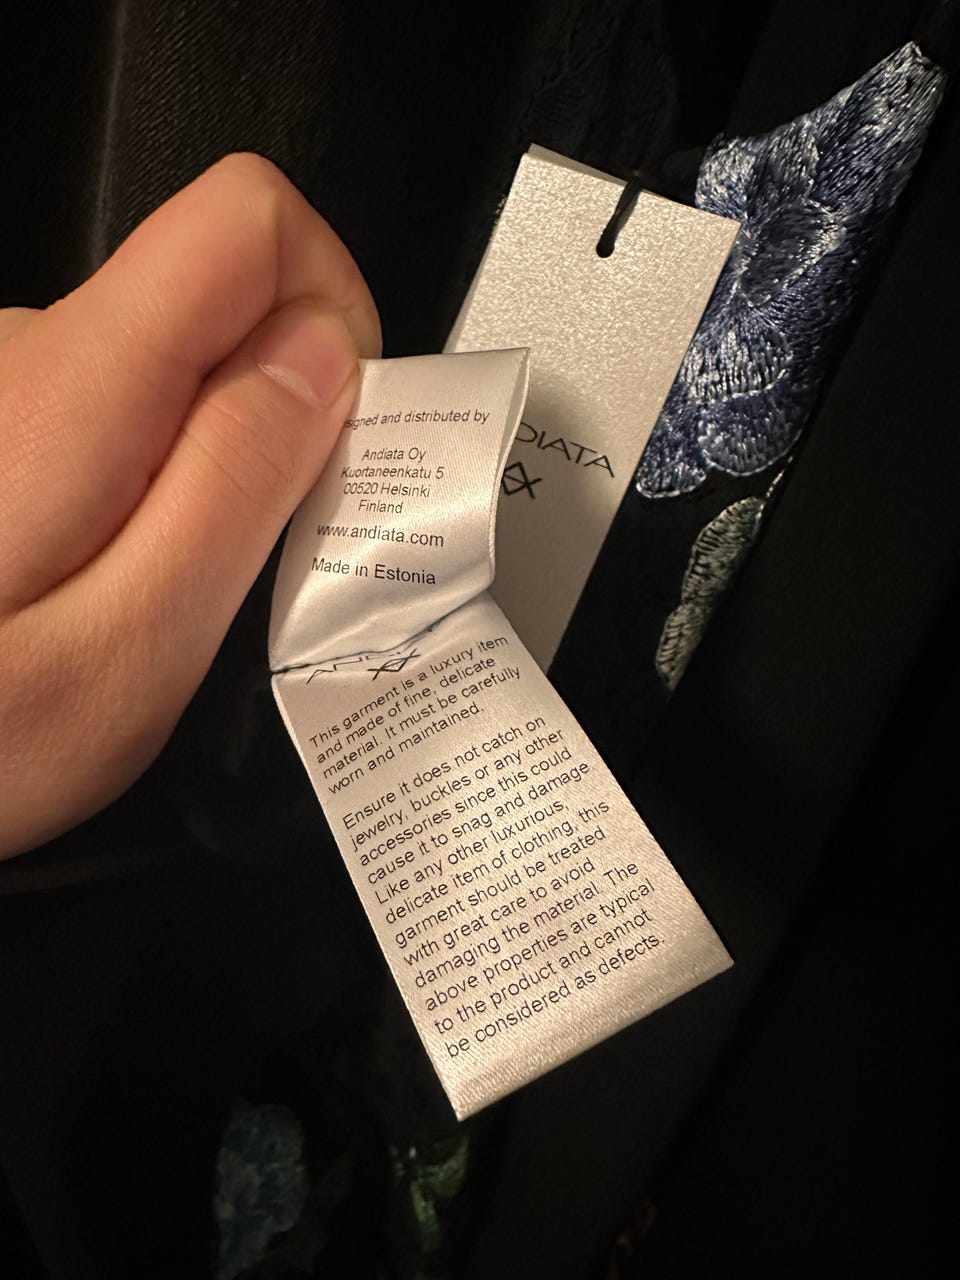 and distributed by
Andiata Oy
Kuortaneenkatu 5
00520 Helsinki
Finland
www.andiata.com
Made in Estonia
This garment is a luxury item
and made of fine, delicate
material. It must be carefully
worn and maintained.
Ensure it does not catch on
jewelry, buckles or any other
accessories since this could
cause it to snag and damage
Like any other luxurious,
delicate item of clothing, this
garment should be treated
with great care to avoid
damaging the material. The
above properties are typical
to the product and cannot
be considered as defects.